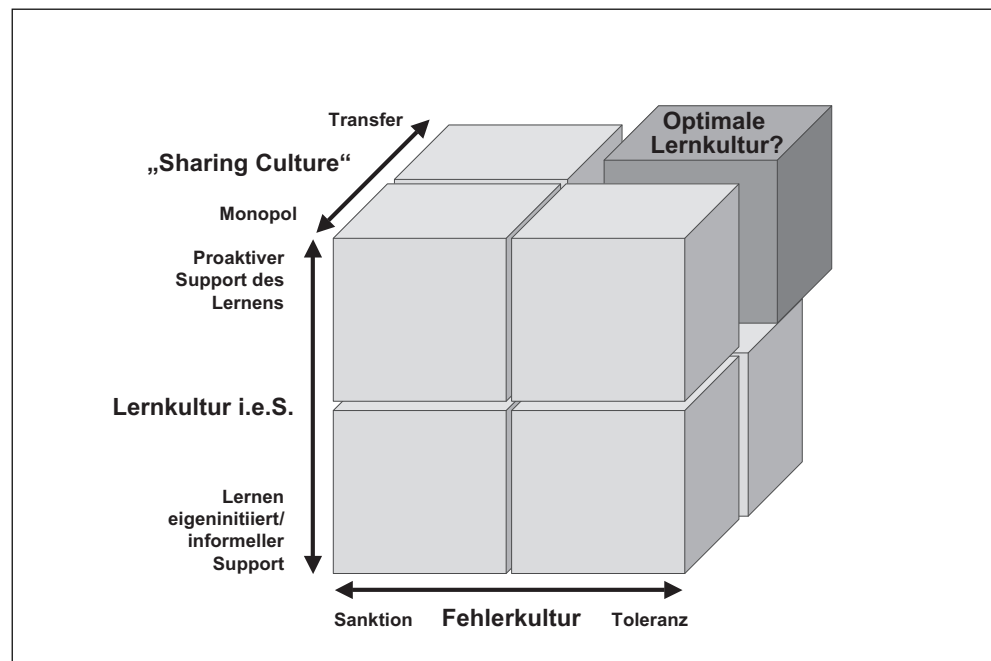 Transfer
Optimale
Lernkultur?
„Sharing Culture“
Monopol
Proaktiver
Support des
Lernens
Lernkultur i.e.S.
Lernen
eigeninitiiert/
informeller
Support
Sanktion Fehlerkultur Toleranz